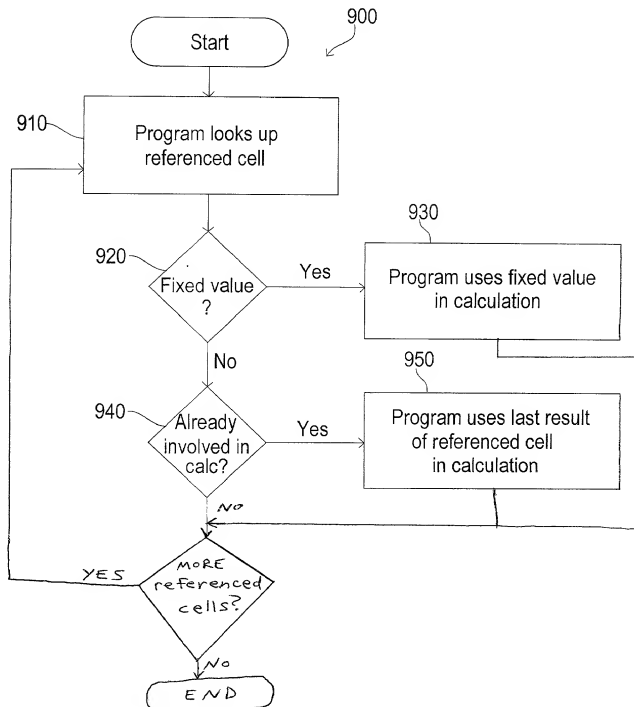 Start
900
910
Program looks up
referenced cell
920
Fixed value
?
Yes
930
Program uses fixed value
in calculation
No
940
Already
involved in
calc?
Yes
950
Program uses last result
of referenced cell
in calculation
NO
YES
MORE
referenced
cells?
NO
END